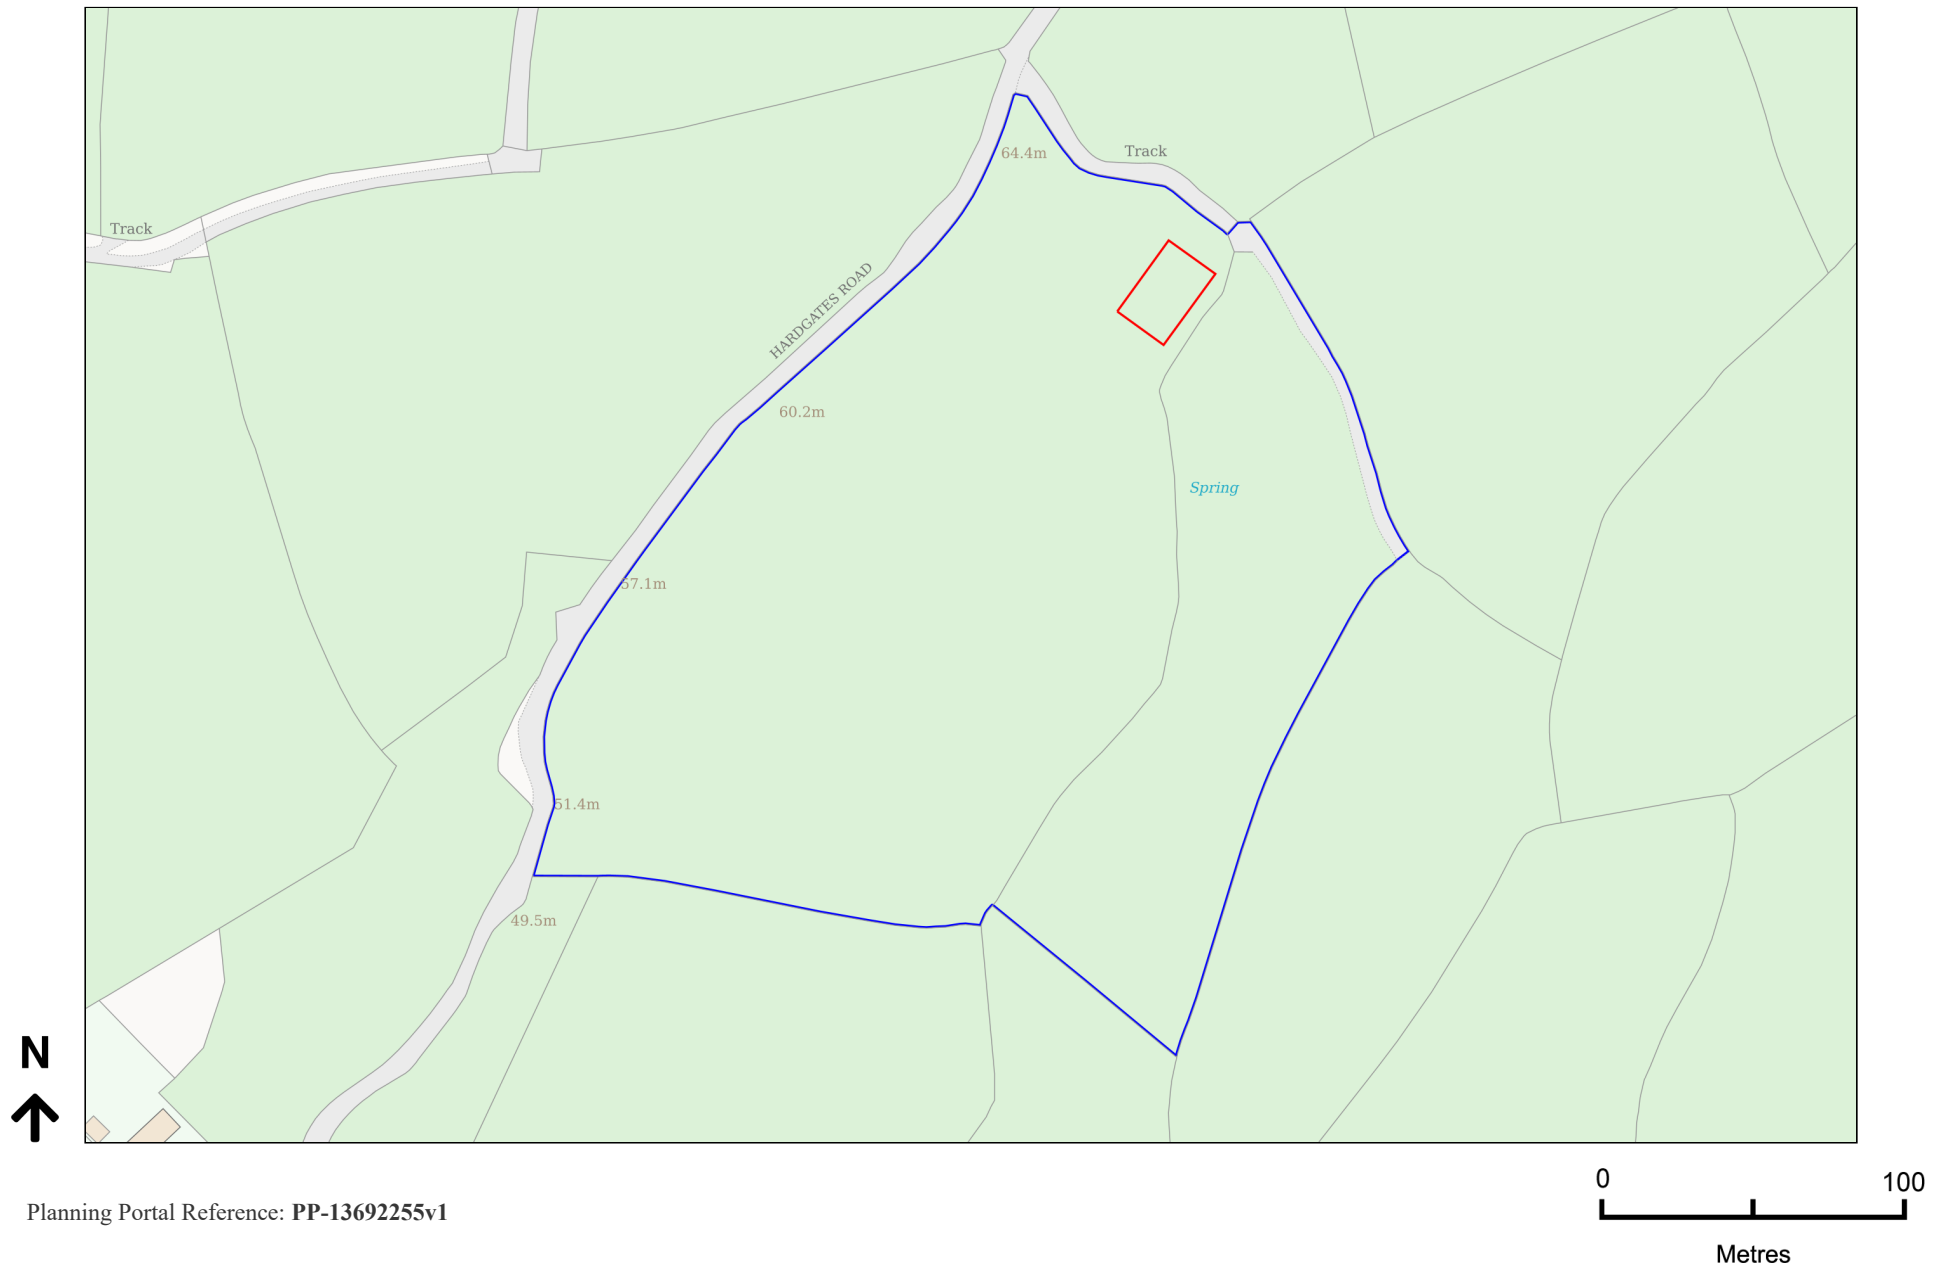 64.4m
Track
Track
HARDGATES ROAD
60.2m
Spring
57.1m
51.4m
49.5m
N
0
100
Planning Portal Reference: PP-13692255v1
Metres